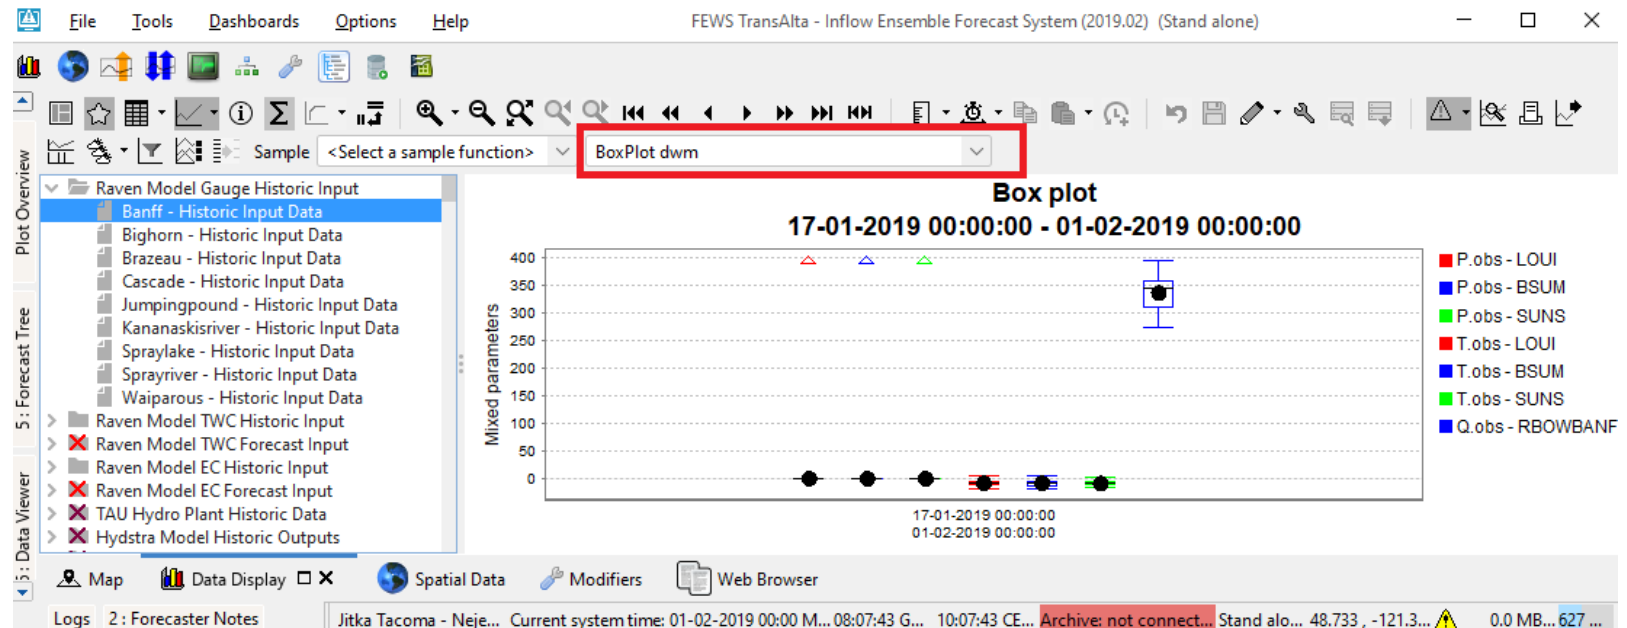 File Tools Dashboards Options Help FEWS TransAlta - Inflow Ensemble Forecast System (2019.02) (Stand alone)
Sample <Select a sample function> BoxPlot dwm
Plot Overview
5 : Forecast Tree
Data Viewer
Raven Model Gauge Historic Input
Banff - Historic Input Data
Bighorn - Historic Input Data
Brazeau - Historic Input Data
Cascade - Historic Input Data
Jumpingpound - Historic Input Data
Kananaskisriver - Historic Input Data
Spraylake - Historic Input Data
Sprayriver - Historic Input Data
Waiparous - Historic Input Data
Raven Model TWC Historic Input
Raven Model TWC Forecast Input
Raven Model EC Historic Input
Raven Model EC Forecast Input
TAU Hydro Plant Historic Data
Hydstra Model Historic Outputs
Box plot
17-01-2019 00:00:00 - 01-02-2019 00:00:00
Mixed parameters
400
350
300
250
200
150
100
50
0
17-01-2019 00:00:00
01-02-2019 00:00:00
P.obs - LOUI
P.obs - BSUM
P.obs - SUNS
T.obs - LOUI
T.obs - BSUM
T.obs - SUNS
Q.obs - RBOWBANF
Map Data Display Spatial Data Modifiers Web Browser
Logs 2 : Forecaster Notes Jitka Tacoma - Neje... Current system time: 01-02-2019 00:00 M... 08:07:43 G... 10:07:43 CE... Archive: not connect... Stand alo... 48.733 , -121.3... 0.0 MB... 627 ...